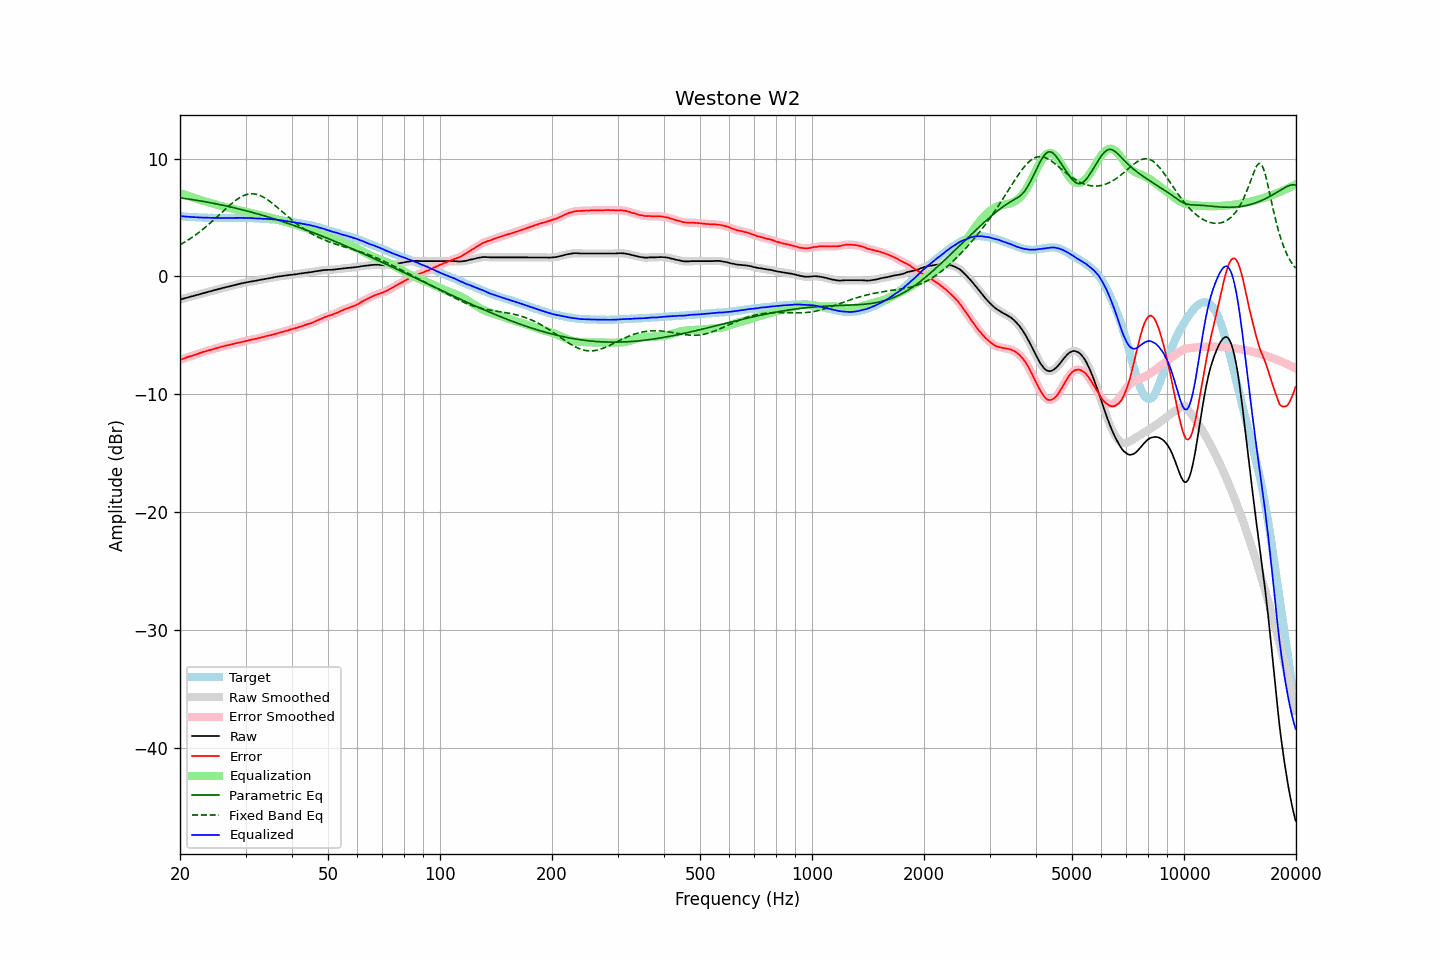 Westone W2
Amplitude (dBr)
10
0
−10
−20
−30
−40
Target
Raw Smoothed
Error Smoothed
Raw
Error
Equalization
Parametric Eq
Fixed Band Eq
Equalized
20 50 100 200 500 1000 2000 5000 10000 20000
Frequency (Hz)